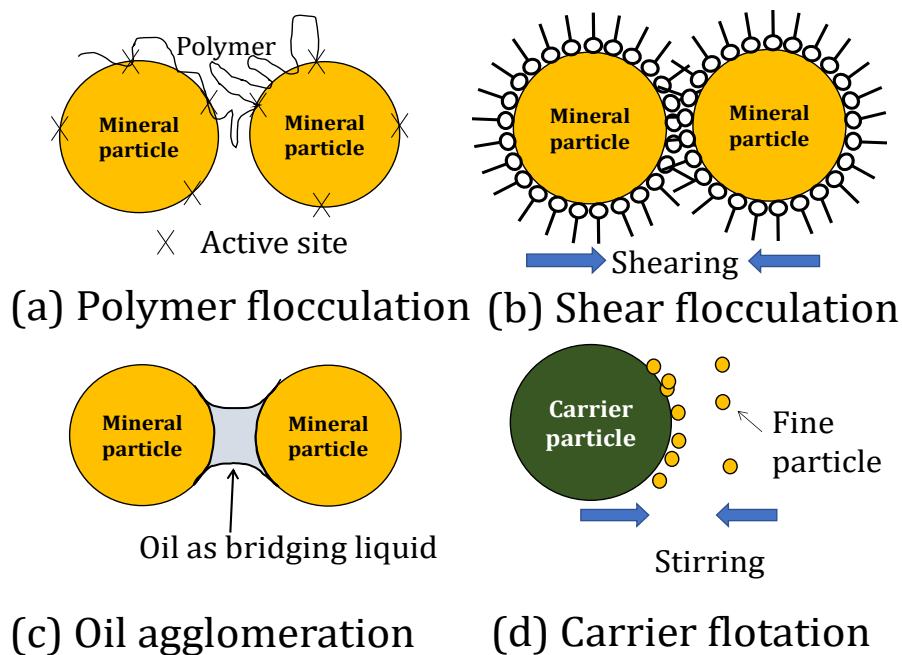 Polymer
Mineral
particle
Mineral
particle
× Active site
(a) Polymer flocculation
Mineral
particle
Mineral
particle
Shearing
(b) Shear flocculation
Mineral
particle
Mineral
particle
Oil as bridging liquid
(c) Oil agglomeration
Carrier
particle
Fine
particle
Stirring
(d) Carrier flotation